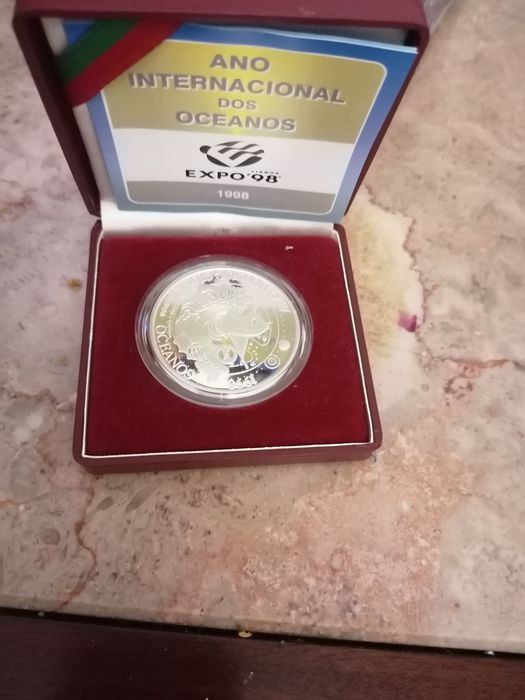 ANO
INTERNACIONAL
DOS
OCEANOS
LISBOA
EXPO'98
1998
OCEANOS